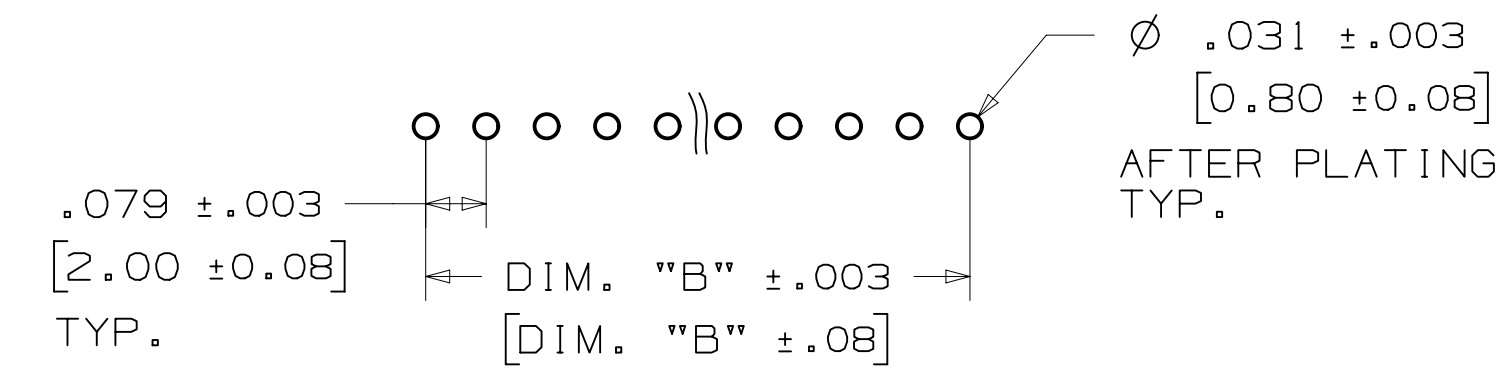 Ø .031 ±.003
[0.80 ±0.08]
AFTER PLATING
TYP.
.079 ±.003
[2.00 ±0.08]
TYP.
DIM. "B" ±.003
[DIM. "B" ±.08]